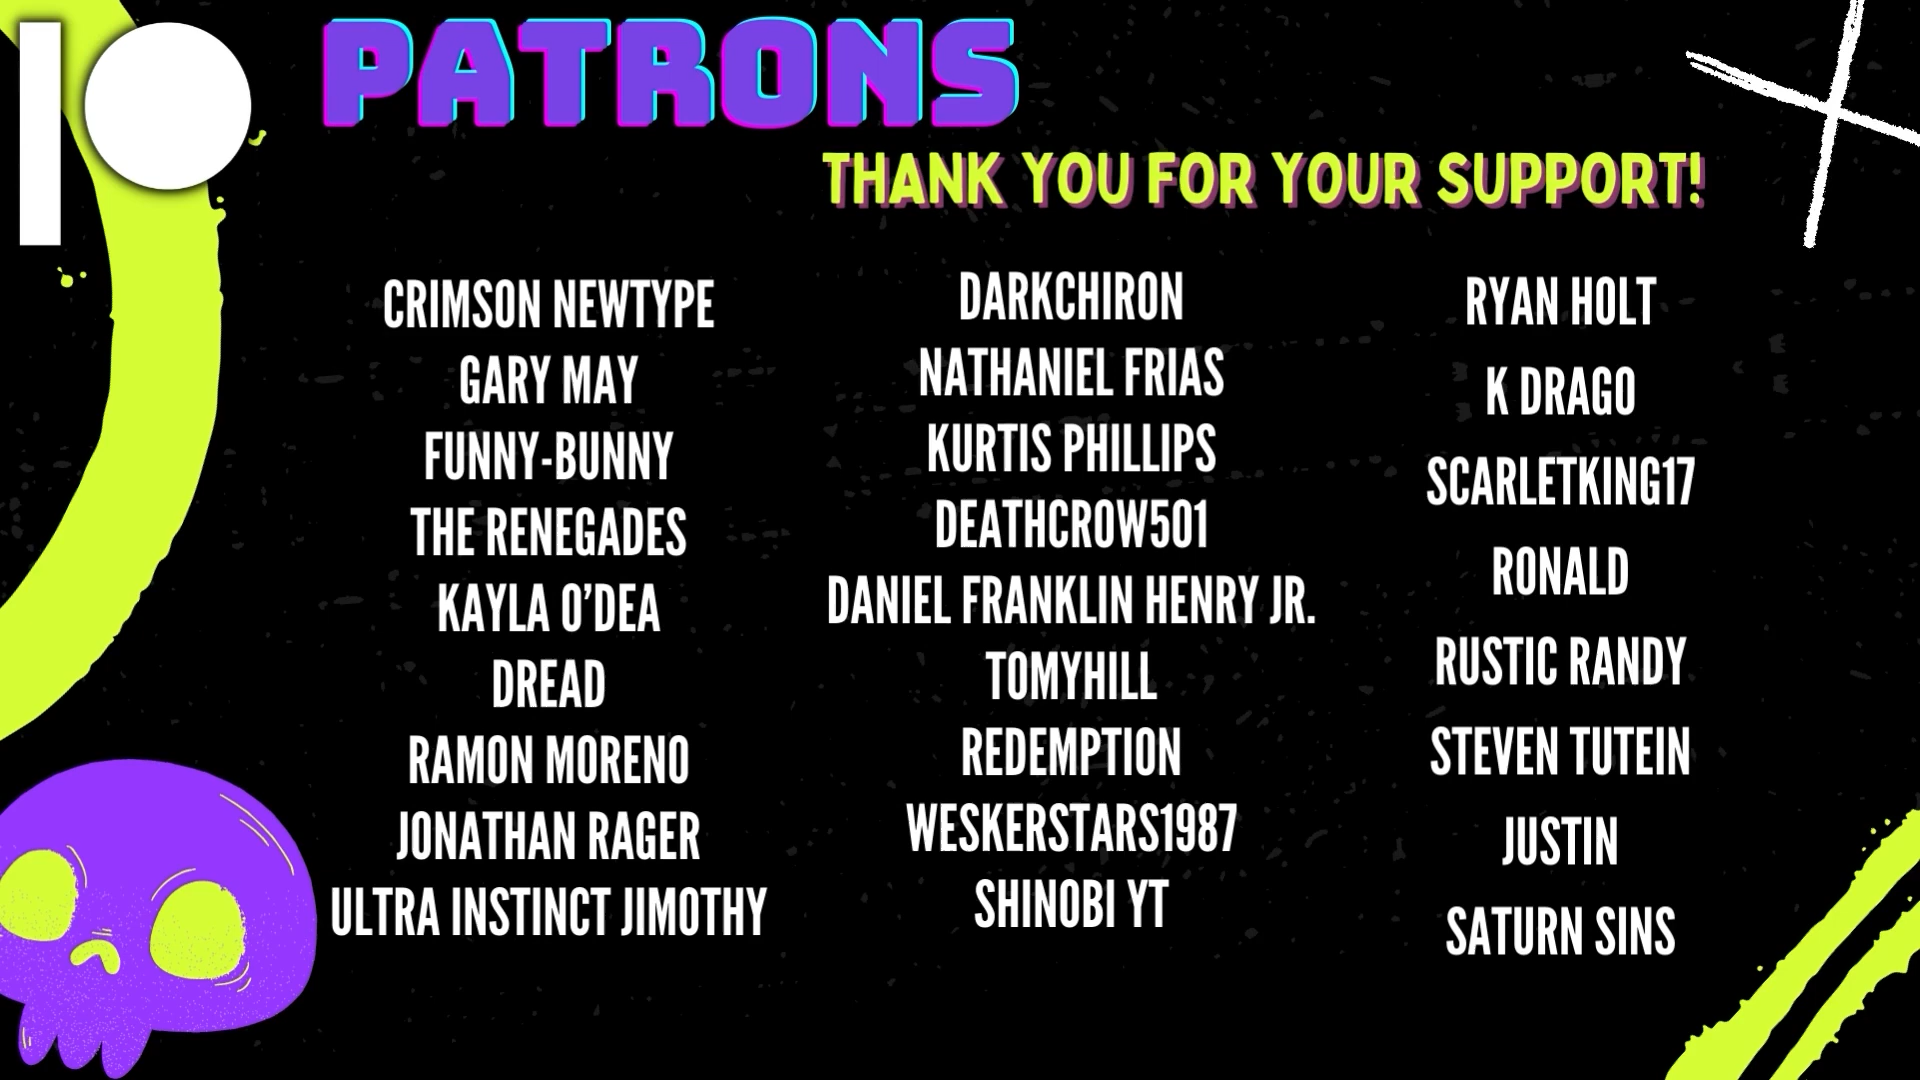 PATRONS
THANK YOU FOR YOUR SUPPORT!
CRIMSON NEWTYPE
GARY MAY
FUNNY-BUNNY
THE RENEGADES
KAYLA O'DEA
DREAD
RAMON MORENO
JONATHAN RAGER
ULTRA INSTINCT JIMOTHY
DARKCHIRON
NATHANIEL FRIAS
KURTIS PHILLIPS
DEATHCROW501
DANIEL FRANKLIN HENRY JR.
TOMYHILL
REDEMPTION
WESKERSTARS1987
SHINOBI YT
RYAN HOLT
K DRAGO
SCARLETKING17
RONALD
RUSTIC RANDY
STEVEN TUTEIN
JUSTIN
SATURN SINS